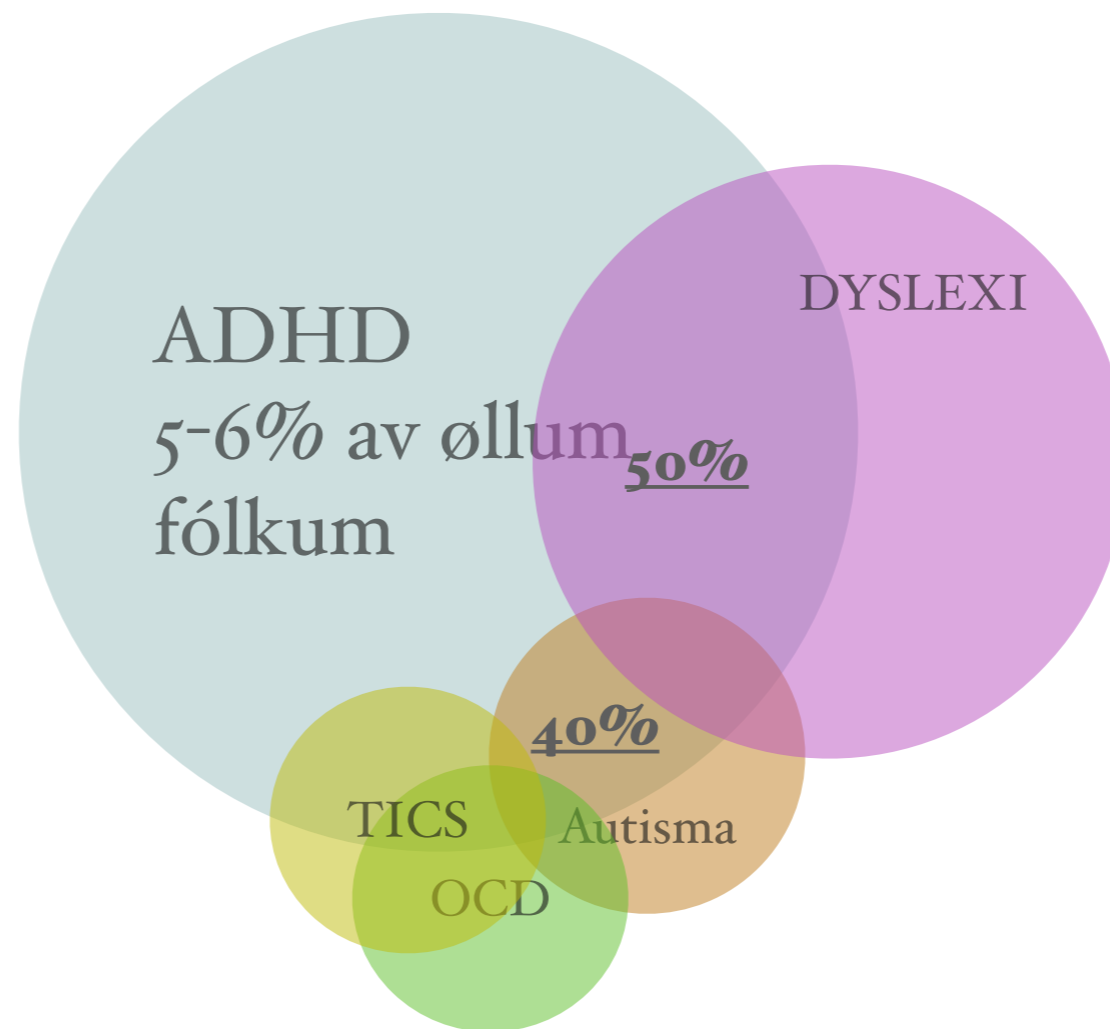 DYSLEXI
ADHD
5-6% av øllum
fólkum
50%
40%
TICS
Autisma
OCD